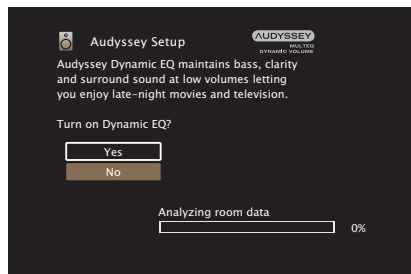 Audyssey Setup
AUDYSSEY
MULTEQ
DYNAMIC VOLUME
Audyssey Dynamic EQ maintains bass, clarity
and surround sound at low volumes letting
you enjoy late-night movies and television.
Turn on Dynamic EQ?
Yes
No
Analyzing room data
0%